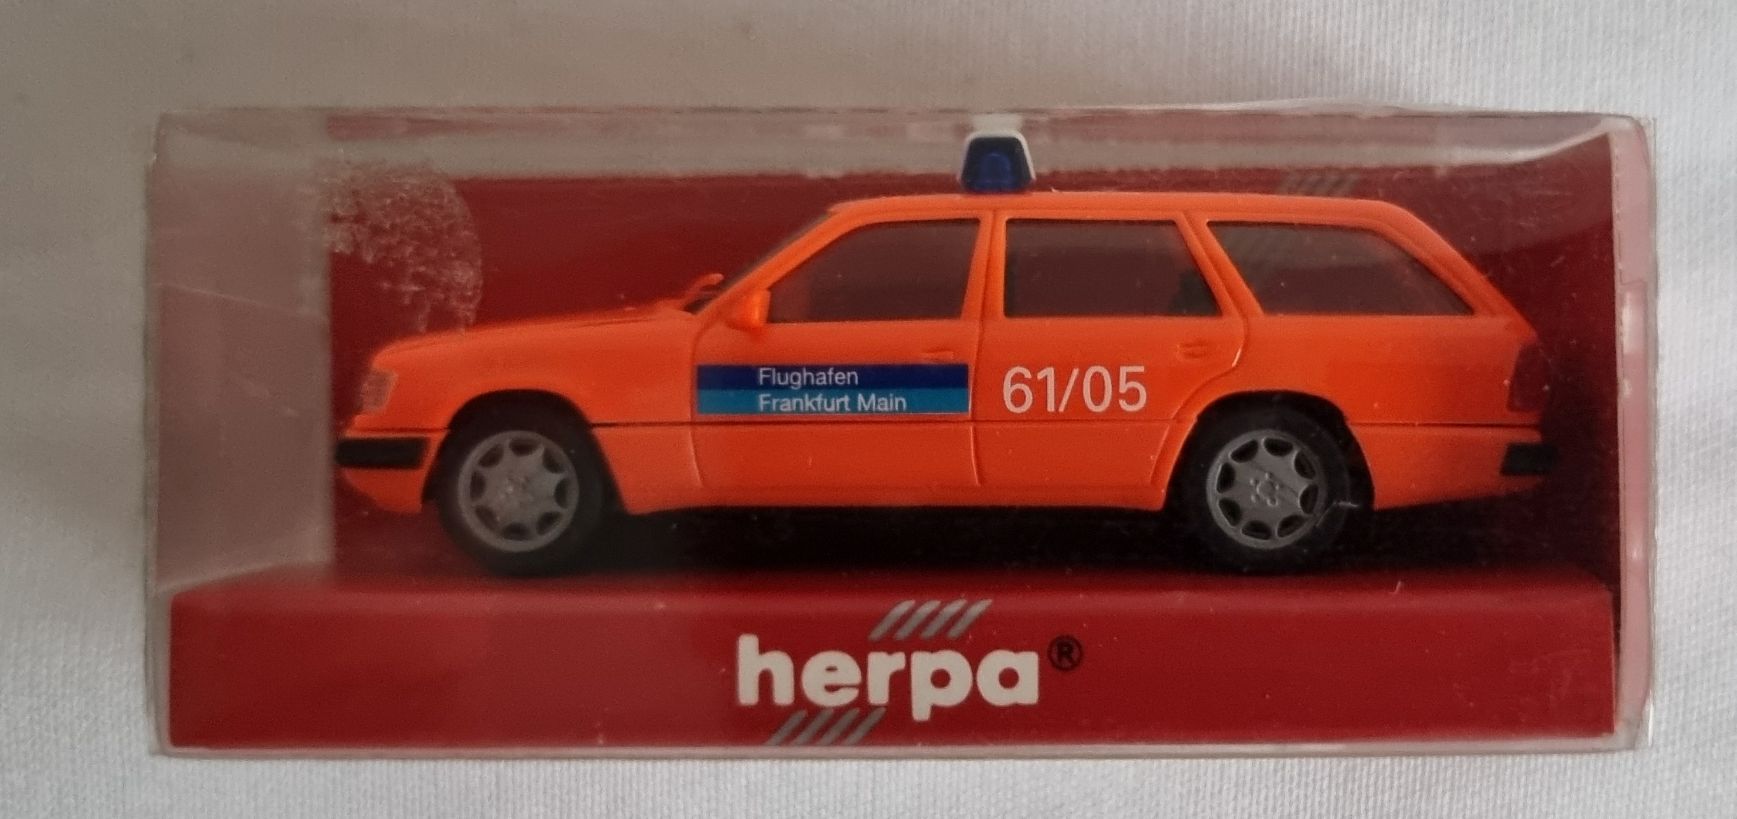 Flughafen
Frankfurt Main
61/05
herpa®